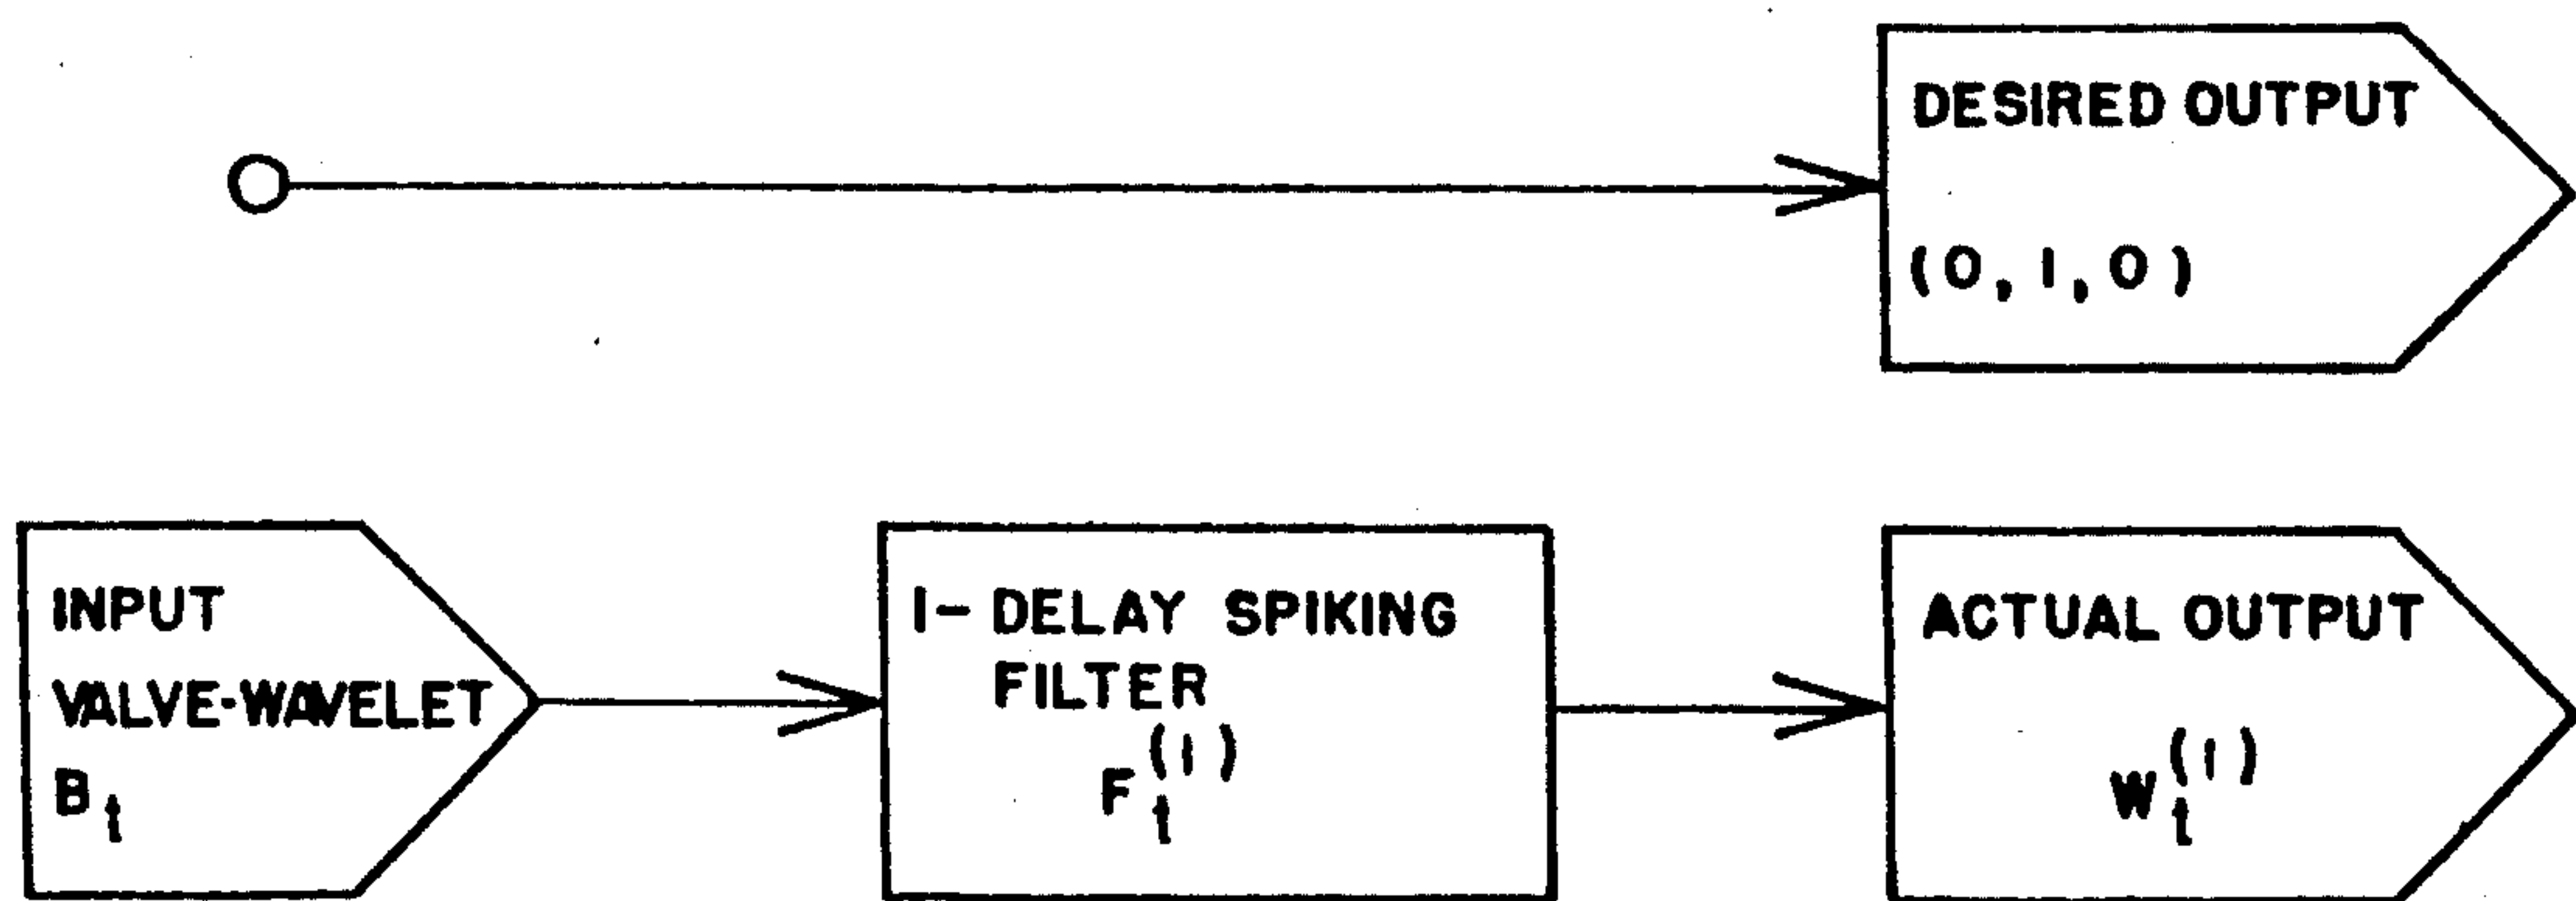 DESIRED OUTPUT
(0, 1, 0)
INPUT
VALVE-WAVELET
B_t
1- DELAY SPIKING
FILTER
F_t^(1)
ACTUAL OUTPUT
W_t^(1)